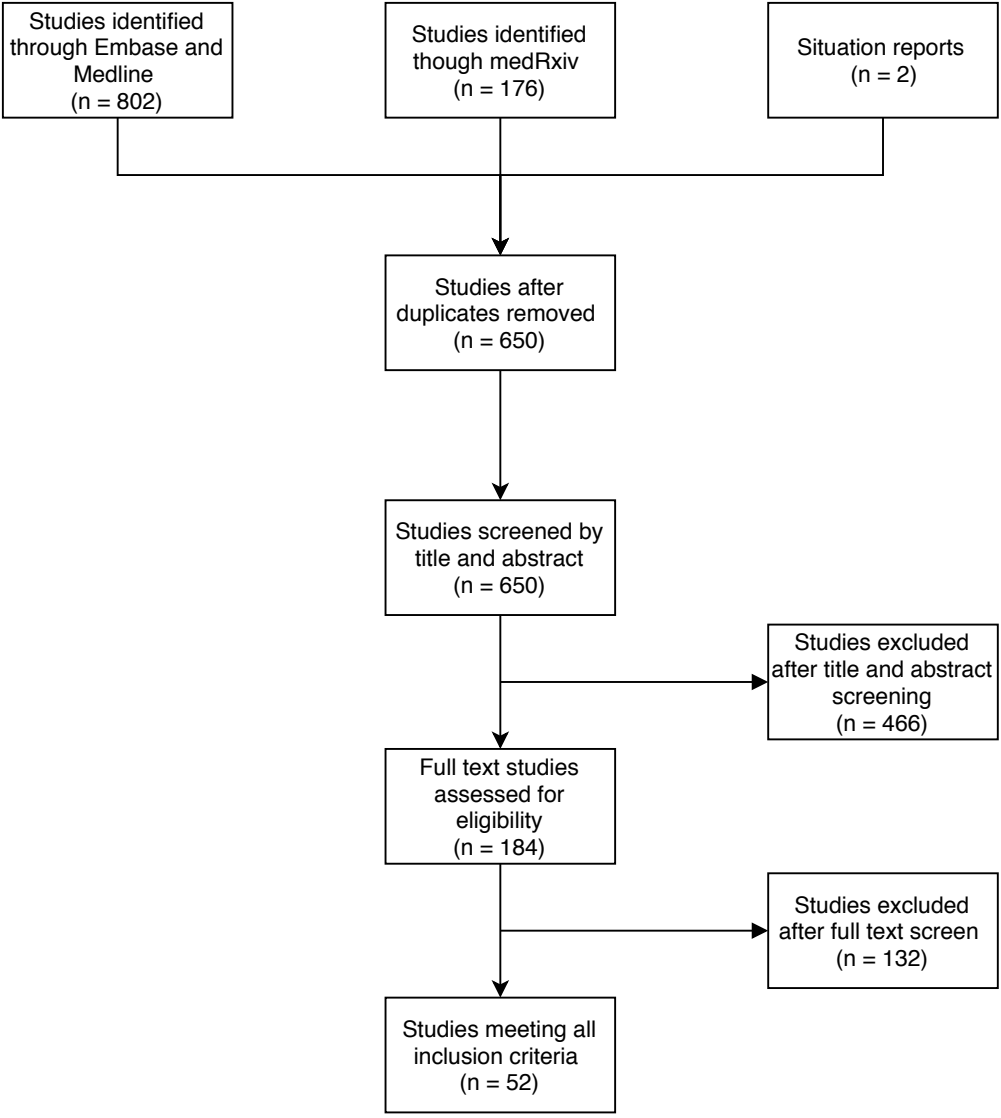 Studies identified
through Embase and
Medline
(n = 802)
Studies identified
though medRxiv
(n = 176)
Situation reports
(n = 2)
Studies after
duplicates removed
(n = 650)
Studies screened by
title and abstract
(n = 650)
Studies excluded
after title and abstract
screening
(n = 466)
Full text studies
assessed for
eligibility
(n = 184)
Studies excluded
after full text screen
(n = 132)
Studies meeting all
inclusion criteria
(n = 52)